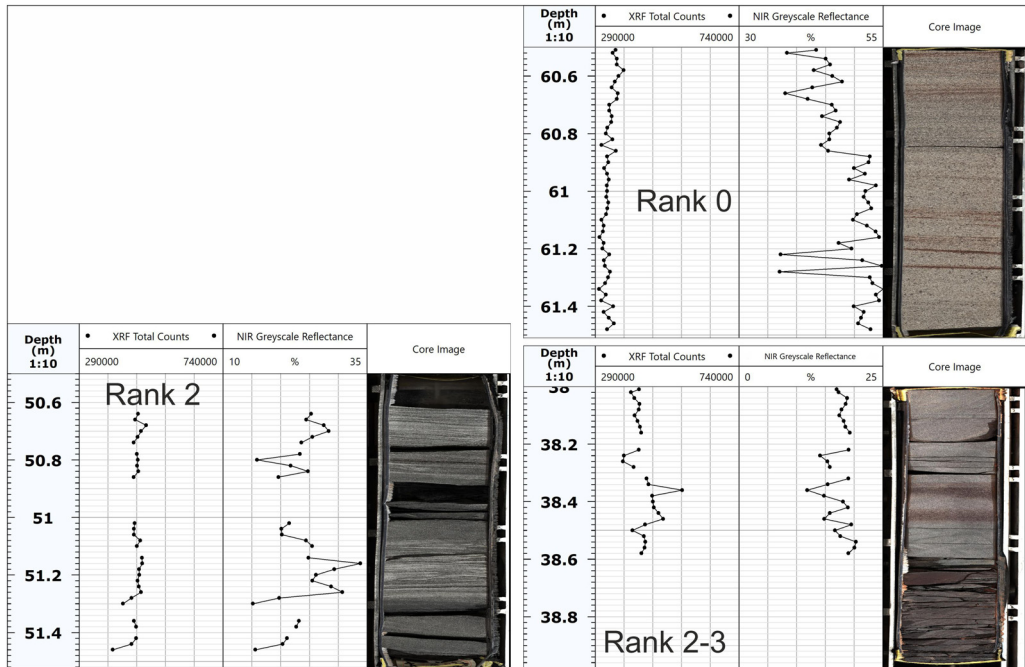 Depth
(m)
1:10
XRF Total Counts
290000 740000
NIR Greyscale Reflectance
30 % 55
Core Image
60.6
60.8
61
61.2
61.4
Rank 0
Depth
(m)
1:10
XRF Total Counts
290000 740000
NIR Greyscale Reflectance
10 % 35
Core Image
50.6
50.8
51
51.2
51.4
Rank 2
Depth
(m)
1:10
XRF Total Counts
290000 740000
NIR Greyscale Reflectance
0 % 25
Core Image
38
38.2
38.4
38.6
38.8
Rank 2-3